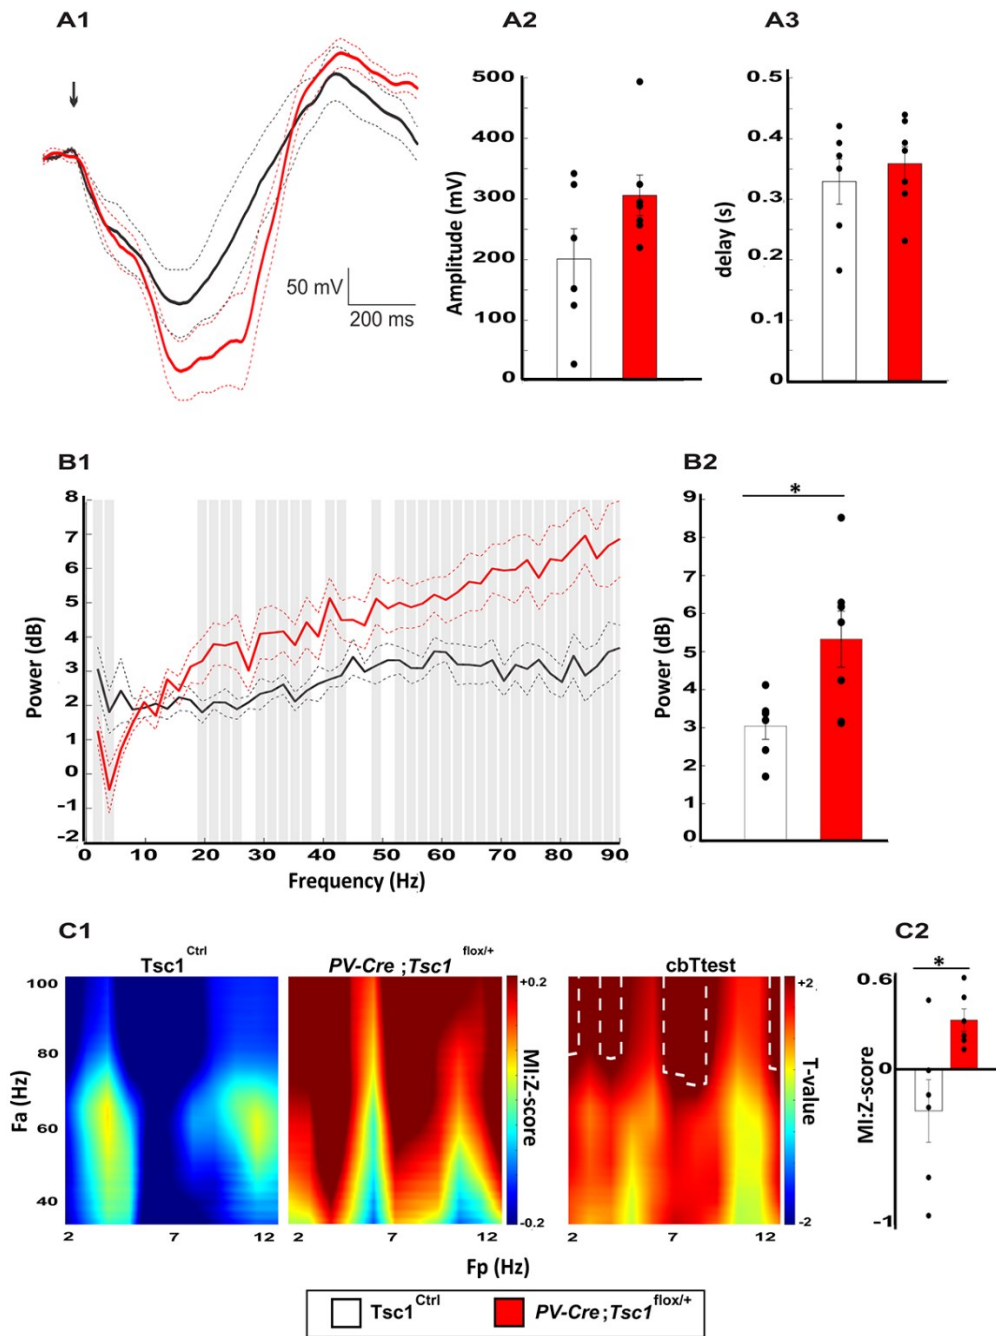 A1
50 mV
200 ms
A2
Amplitude (mV)
500
400
300
200
100
0
A3
delay (s)
0.5
0.4
0.3
0.2
0.1
0
B1
Power (dB)
8
7
6
5
4
3
2
1
0
-1
-2
0 10 20 30 40 50 60 70 80 90
Frequency (Hz)
B2
*
Power (dB)
9
8
7
6
5
4
3
2
1
0
C1
Tsc1 Ctrl
PV-Cre ;Tsc1 flox/+
cbTtest
Fa (Hz)
100
80
60
40
2 7 12
+0.2
MI:Z-score
-0.2
7 12
+2
T-value
-2
2 7 12
Fp (Hz)
C2
*
MI:Z-score
0.6
0
-1
Tsc1 Ctrl
PV-Cre;Tsc1 flox/+